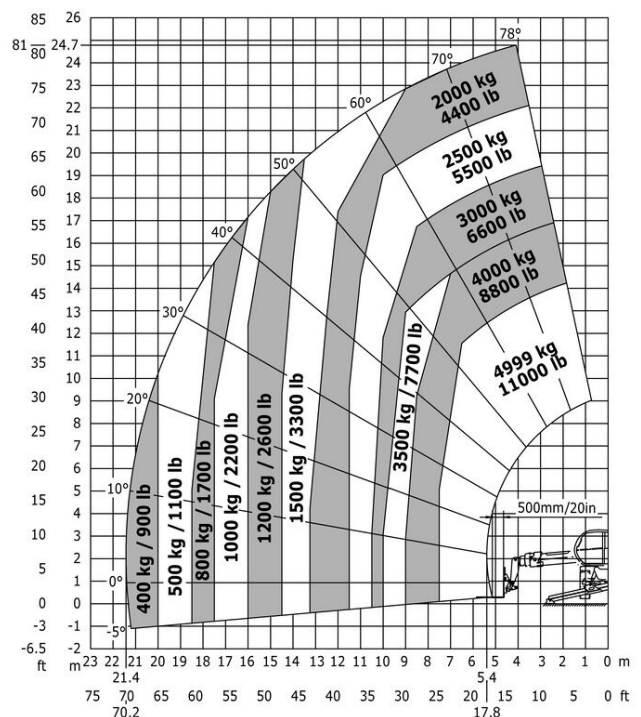 85 26
81 24.7
80 24
75 23
22
70 21
65 20
19
60 18
55 17
16
50 15
45 14
13
40 12
35 11
10
30 9
8
25 7
20 6
15 5
4
10 3
2
5 1
0 0
-3 -1
-6.5 -2
ft m
78°
70°
60°
50°
40°
30°
20°
10°
0°
-5°
2000 kg
4400 lb
2500 kg
5500 lb
3000 kg
6600 lb
4000 kg
8800 lb
4999 kg
11000 lb
400 kg / 900 lb
500 kg / 1100 lb
800 kg / 1700 lb
1000 kg / 2200 lb
1200 kg / 2600 lb
1500 kg / 3300 lb
3500 kg / 7700 lb
500mm/20in
23 22 21 20 19 18 17 16 15 14 13 12 11 10 9 8 7 6 5 4 3 2 1 0 m
21.4 5.4
75 70 65 60 55 50 45 40 35 30 25 20 15 10 5 0 ft
70.2 17.8